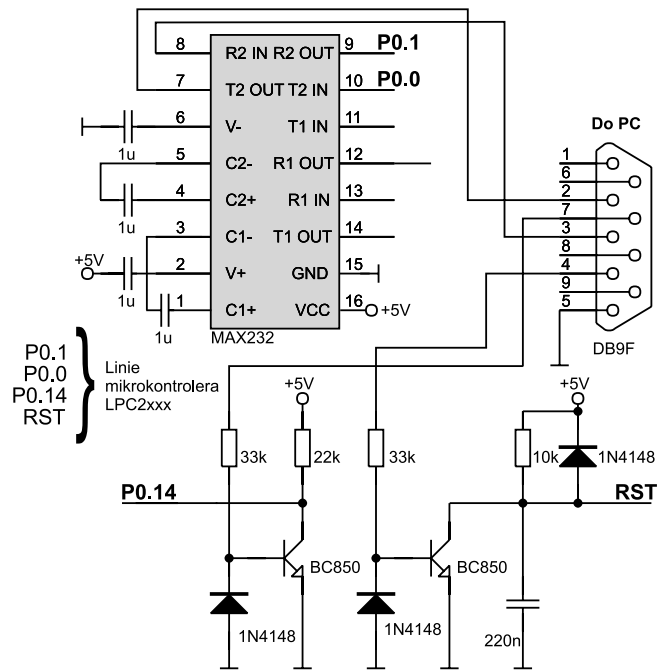 8 R2 IN R2 OUT 9 P0.1
7 T2 OUT T2 IN 10 P0.0
6 V- T1 IN 11
1u
5 C2- R1 OUT 12
4 C2+ R1 IN 13
1u
3 C1- T1 OUT 14
+5V 2 V+ GND 15
1u
1 C1+ VCC 16 +5V
1u
MAX232
Do PC
1
6
2
7
3
8
4
9
5
DB9F
P0.1
P0.0
P0.14
RST
Linie
mikrokontrolera
LPC2xxx
+5V
+5V
33k
22k
33k
10k
1N4148
P0.14
RST
BC850
BC850
1N4148
1N4148
220n